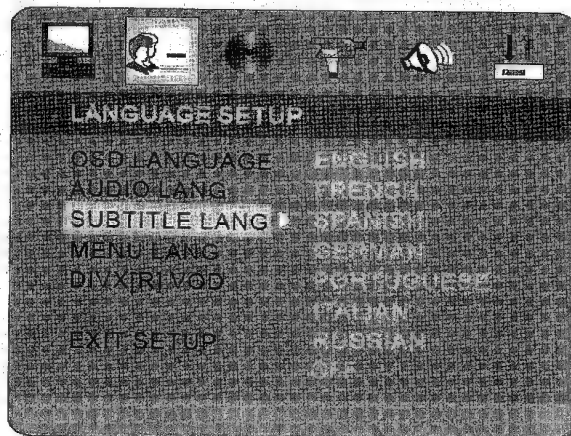 LANGUAGE SETUP
OSD LANGUAGE ENGLISH
AUDIO LANG FRENCH
SUBTITLE LANG SPANISH
MENU LANG GERMAN
DIVX[R] VOD PORTUGUESE
ITALIAN
EXIT SETUP RUSSIAN
OFF